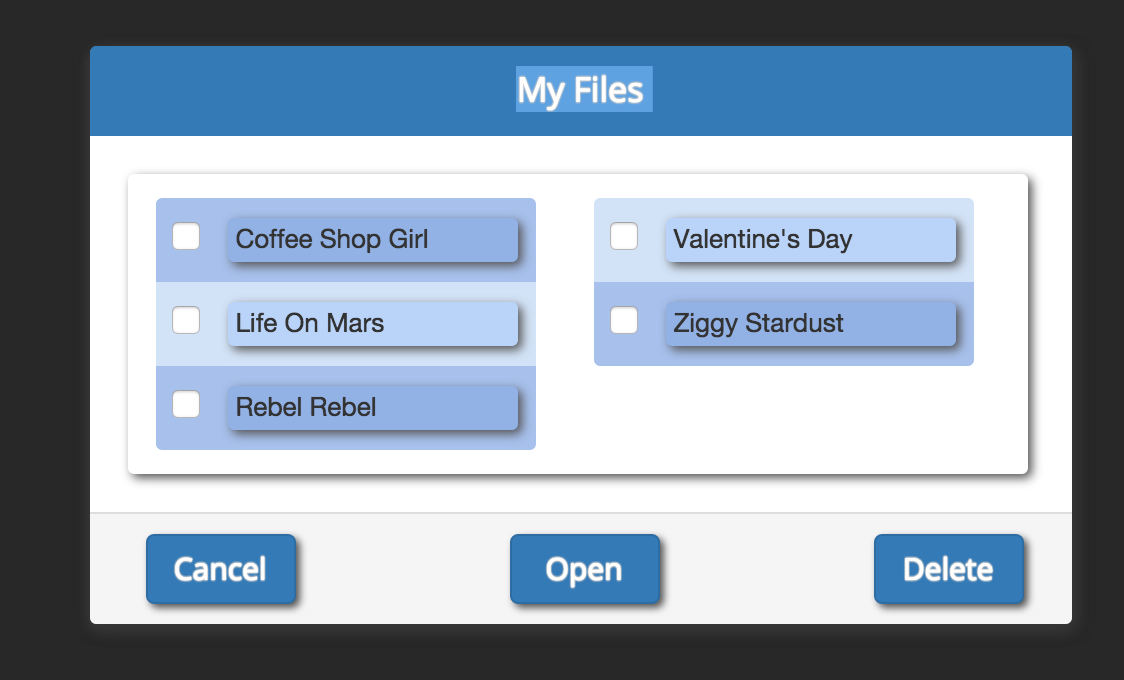 My Files
Coffee Shop Girl
Life On Mars
Rebel Rebel
Valentine's Day
Ziggy Stardust
Cancel
Open
Delete